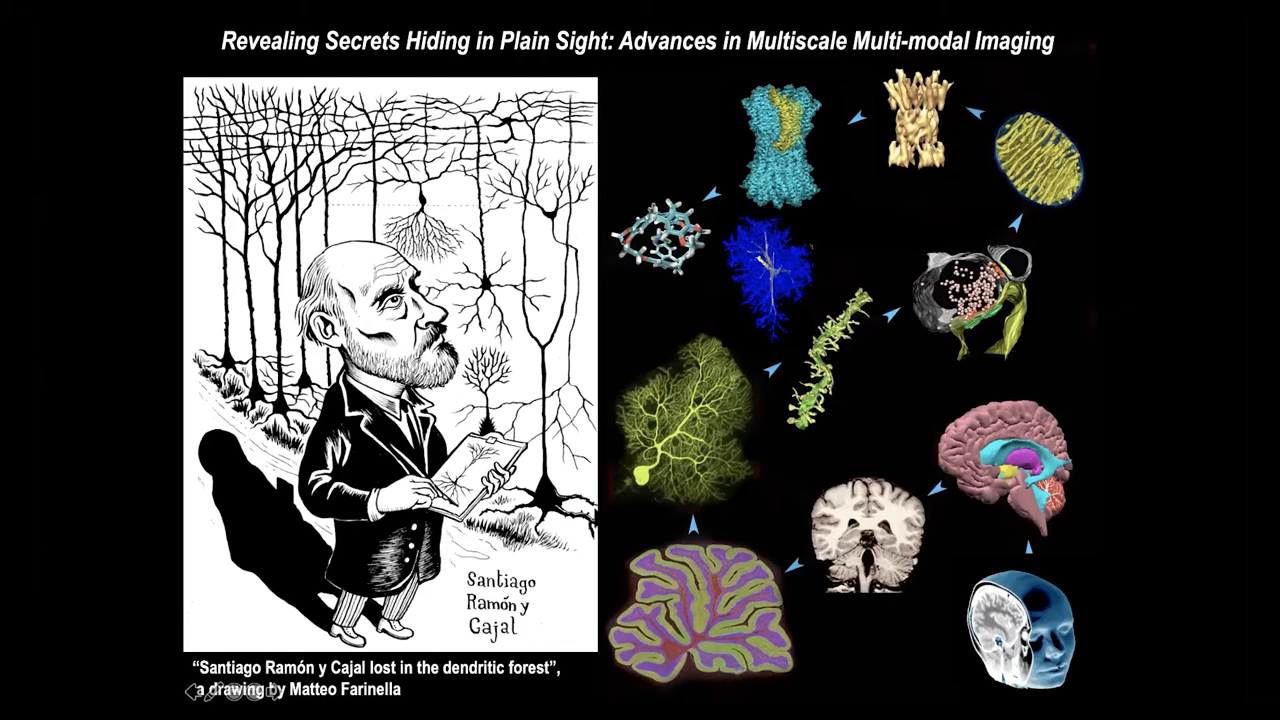 Revealing Secrets Hiding in Plain Sight: Advances in Multiscale Multi-modal Imaging
Santiago
Ramón y
Cajal
“Santiago Ramón y Cajal lost in the dendritic forest”,
a drawing by Matteo Farinella